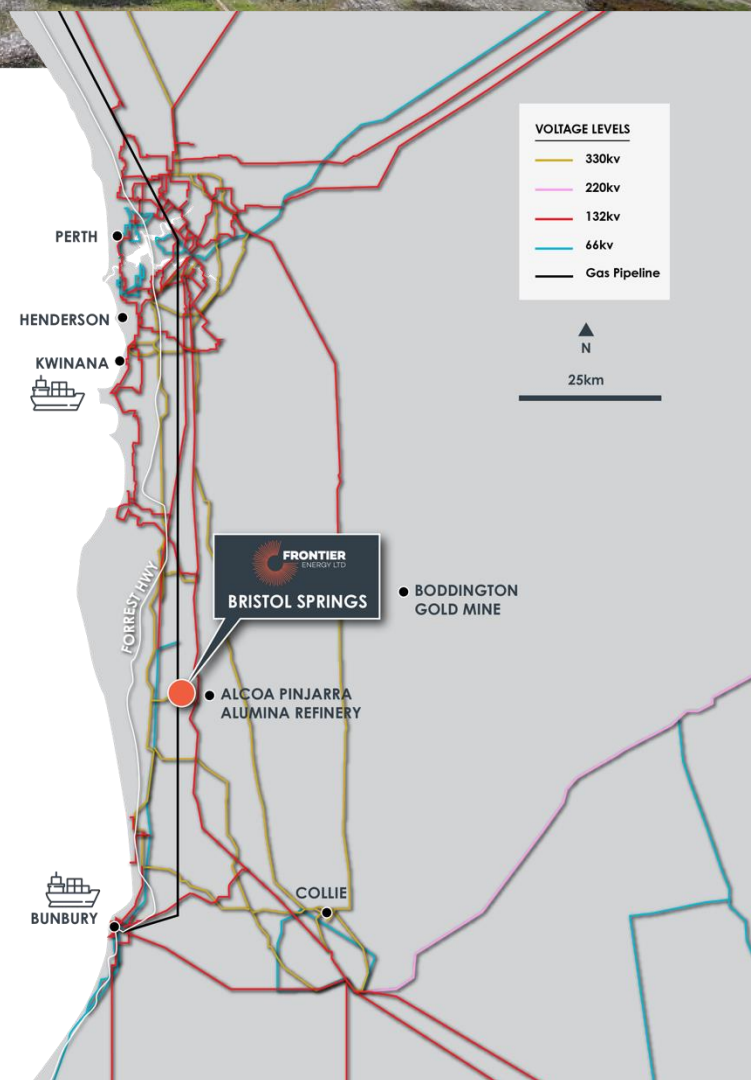 VOLTAGE LEVELS
330kv
220kv
132kv
66kv
Gas Pipeline
N
25km
PERTH
HENDERSON
KWINANA
FORREST HWY
FRONTIER
ENERGY LTD
BRISTOL SPRINGS
BODDINGTON
GOLD MINE
ALCOA PINJARRA
ALUMINA REFINERY
COLLIE
BUNBURY